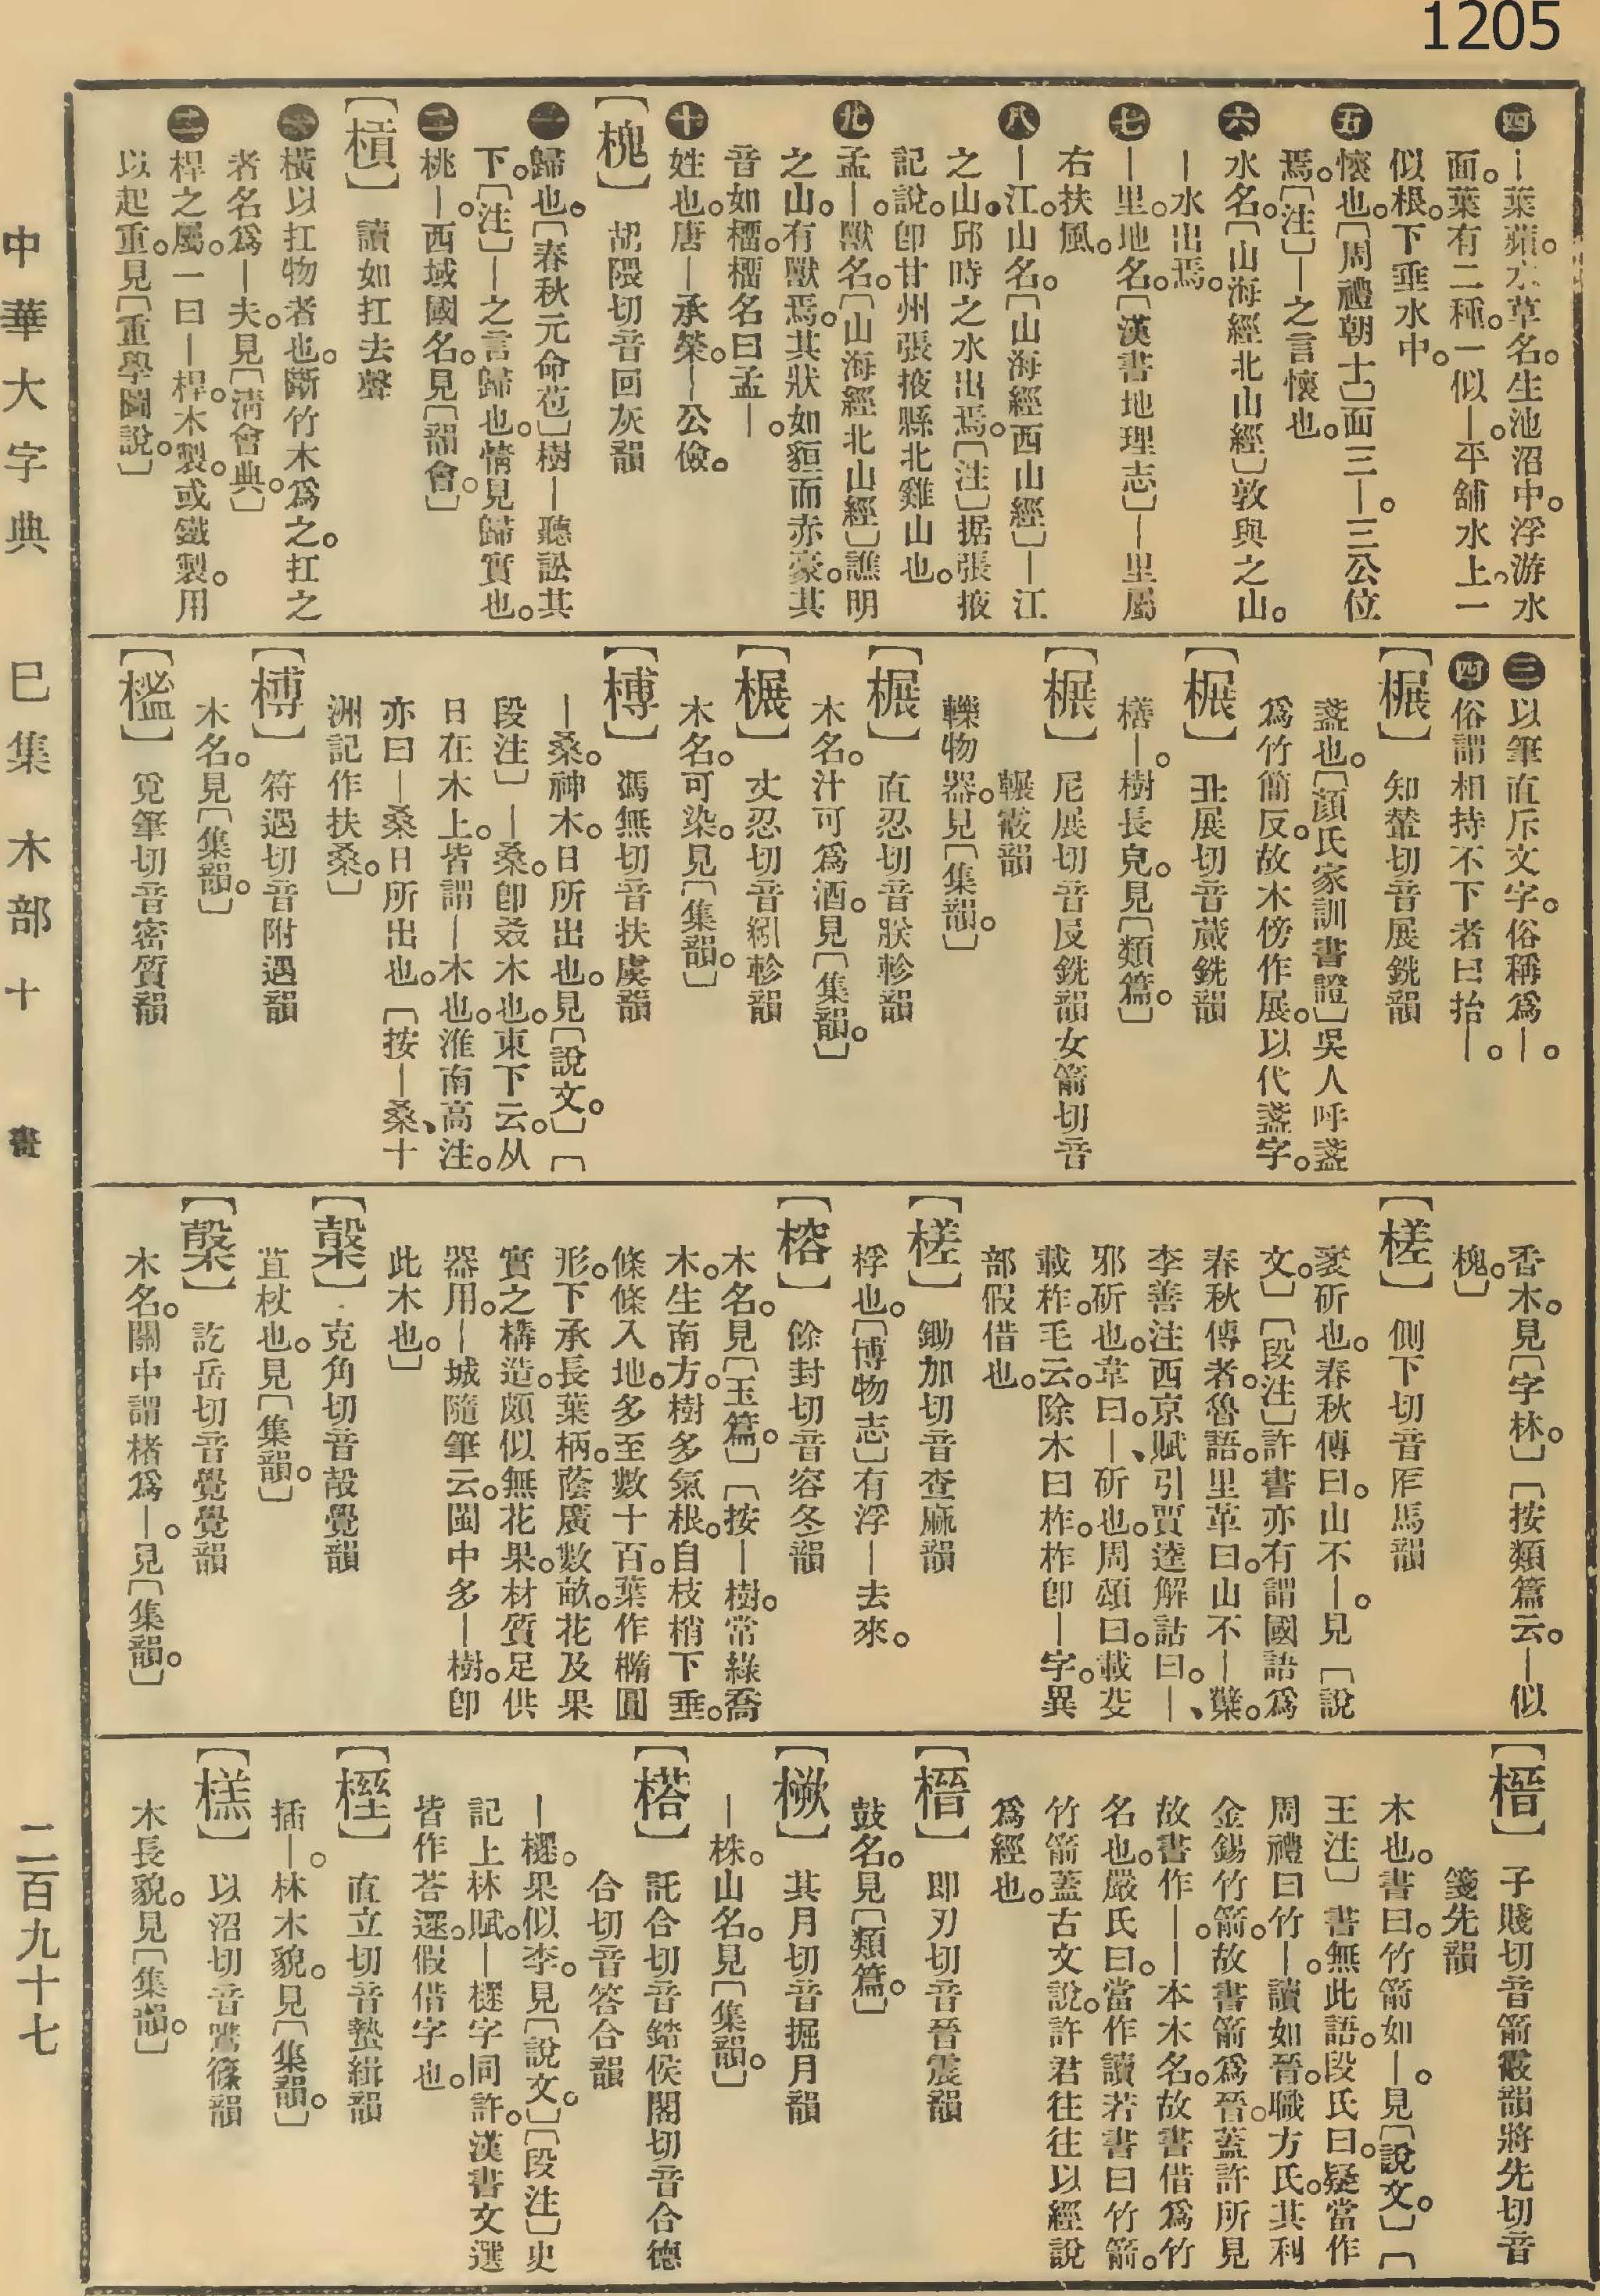 1205
四—葉蘋。水草名。生池沼中。浮游水
面。葉有二種。一似—。平舖水上。一
似根。下垂水中。
五懷也。〔周禮朝士〕面三—。三公位
焉。〔注〕—之言懷也。
六水名。〔山海經北山經〕敦與之山。
—水出焉。
七—里。地名。〔漢書地理志〕—里屬
右扶風。
八—江。山名。〔山海經西山經〕—江
之山。邱時之水出焉。〔注〕据張掖
記說。卽甘州張掖縣北雞山也。
九孟—。獸名。〔山海經北山經〕譙明
之山。有獸焉。其狀如貆而赤豪。其
音如榴。榴名曰孟—。
十姓也。唐—承榮。—公儉。
〔槐〕 胡隈切音回灰韻
一歸也。〔春秋元命苞〕樹—聽訟其
下。〔注〕—之言歸也。情見歸實也。
二桃—。西域國名。見〔韻會。〕
〔槓〕 讀如扛去聲
一橫以扛物者也。斷竹木爲之。扛之
者名爲—夫。見〔淸會典。〕
二桿之屬。一曰—桿。木製。或鐵製。用
以起重。見〔重學圖說。〕
三以筆直斥文字。俗稱爲—。
四俗謂相持不下者曰抬—。
〔榐〕 知輦切音展銑韻
盞也。〔顏氏家訓書證〕吳人呼盞
爲竹簡反。故木傍作展。以代盞字。
〔榐〕 丑展切音蕆銑韻
橏—。樹長皃。見〔類篇。〕
〔榐〕 尼展切音𠬝銑韻女箭切音
輾霰韻
轢物器。見〔集韻。〕
〔榐〕 直忍切音朕軫韻
木名。汁可爲酒。見〔集韻。〕
〔榐〕 丈忍切音紖軫韻
木名。可染。見〔集韻。〕
〔榑〕 馮無切音扶虞韻
—桑。神木。日所出也。見〔說文。〕〔
段注〕—桑。卽叒木也。東下云。从
日在木上。皆謂—木也。淮南高注。
亦曰—桑日所出也。〔按—桑、十
洲記作扶桑。〕
〔榑〕 符遇切音附遇韻
木名。見〔集韻。〕
〔榓〕 覓筆切音密質韻
香木。見〔字林。〕〔按類篇云。—似
槐。〕
〔槎〕 側下切音厏馬韻
衺斫也。春秋傳曰。山不—。見〔說
文。〕〔段注〕許書亦有謂國語爲
春秋傳者。魯語。里革曰。山不—櫱。
李善注西京賦引賈逵解詁曰。—、
邪斫也。韋曰。—、斫也。周頌曰。載芟
載柞。毛云。除木曰柞。柞卽—字。異
部假借也。
〔槎〕 鋤加切音查麻韻
桴也。〔博物志〕有浮—去來。
〔榕〕 餘封切音容冬韻
木名。見〔玉篇。〕〔按—樹。常綠喬
木。生南方。樹多氣根。自枝梢下垂。
條條入地。多至數十百。葉作橢圓
形。下承長葉柄。蔭廣數畝。花及果
實之構造。頗似無花果。材質足供
器用。—城隨筆云。閩中多—樹。卽
此木也。〕
〔㲄〕 克角切音㱿覺韻
苴杖也。見〔集韻。〕
〔㲄〕 訖岳切音覺覺韻
木名。關中謂楮爲—。見〔集韻。〕
〔榗〕 子賤切音箭霰韻將先切音
箋先韻
木也。書曰。竹箭如—。見〔說文。〕〔
王注〕書無此語。段氏曰。疑當作
周禮曰竹—。讀如晉。職方氏。其利
金錫竹箭。故書箭爲晉。蓋許所見
故書作—。—本木名。故書借爲竹
名也。嚴氏曰。當作讀若書曰竹箭。
竹箭蓋古文說。許君往往以經說
爲經也。
〔榗〕 卽刃切音晉震韻
鼓名。見〔類篇。〕
〔橛〕 其月切音掘月韻
—株。山名。見〔集韻。〕
〔榙〕 託合切音錔侯閤切音合德
合切音答合韻
—㯚。果似李。見〔說文。〕〔段注〕史
記上林賦。—㯚字同許。漢書文選
皆作荅遝。假借字也。
〔㮷〕 直立切音蟄緝韻
插—。林木貌。見〔集韻。〕
〔榚〕 以沼切音鷕篠韻
木長貌。見〔集韻。〕
中華大字典 巳集 木部 十畫
二百九十七